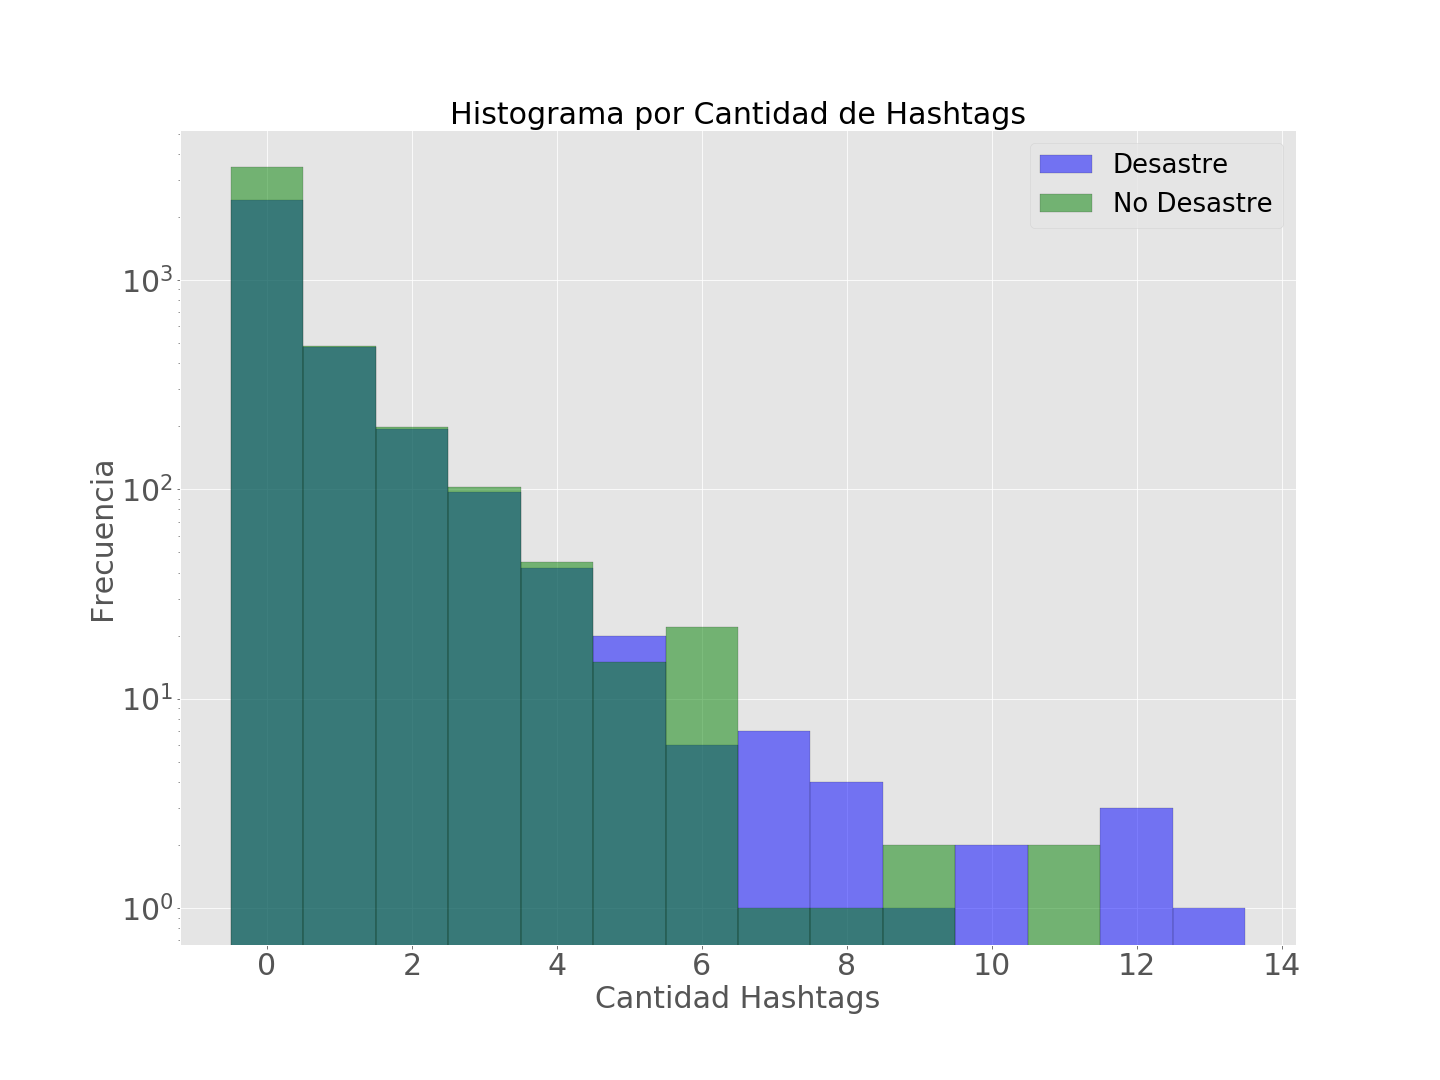 Histograma por Cantidad de Hashtags
Desastre
No Desastre
10³
10²
10¹
10⁰
Frecuencia
0 2 4 6 8 10 12 14
Cantidad Hashtags